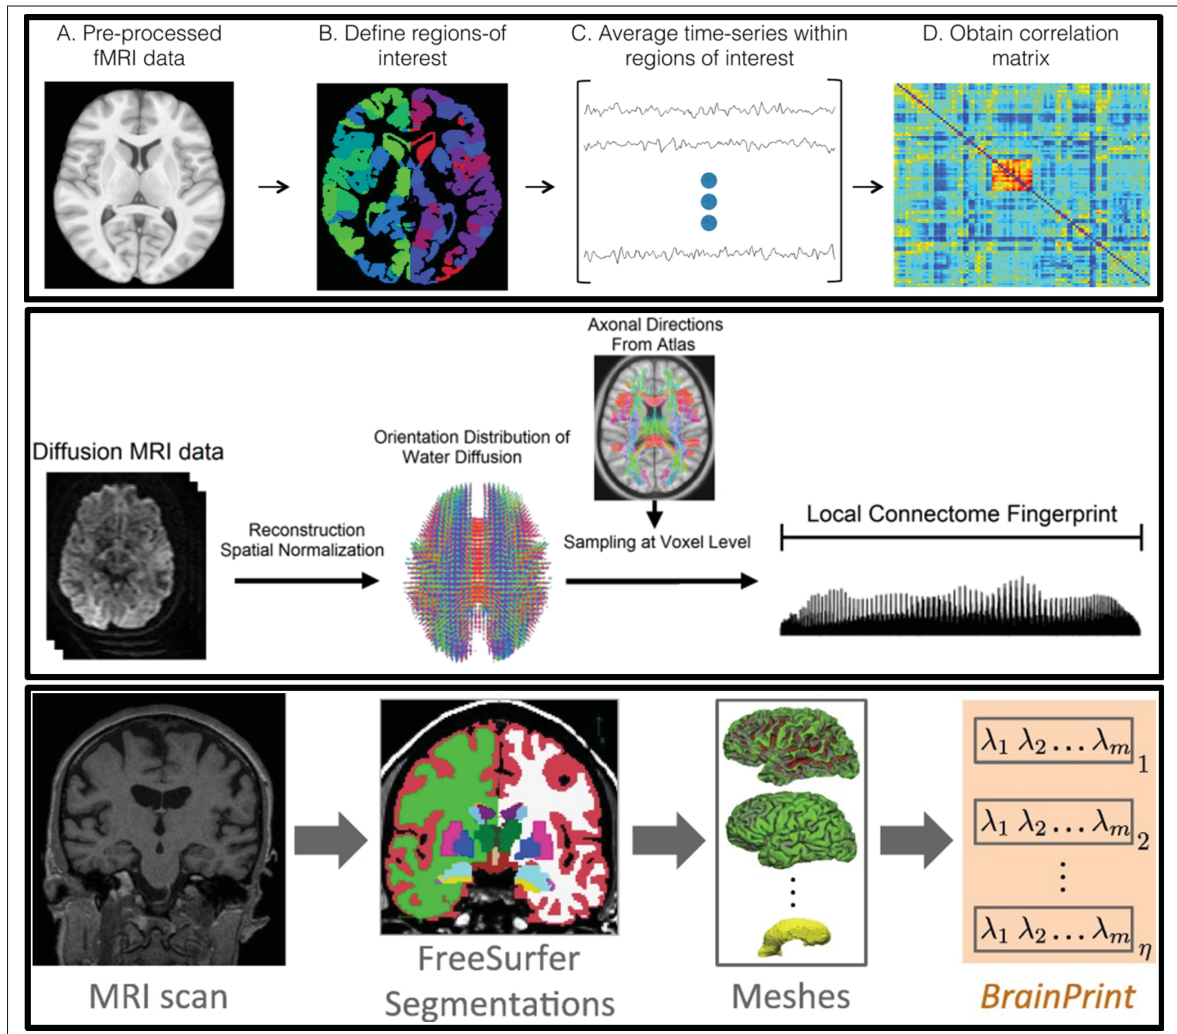 A. Pre-processed
fMRI data
B. Define regions-of
interest
C. Average time-series within
regions of interest
D. Obtain correlation
matrix
Axonal Directions
From Atlas
Diffusion MRI data
Orientation Distribution of
Water Diffusion
Reconstruction
Spatial Normalization
Sampling at Voxel Level
Local Connectome Fingerprint
λ1 λ2 ... λm 1
λ1 λ2 ... λm 2
⋮
λ1 λ2 ... λm η
MRI scan
FreeSurfer
Segmentations
Meshes
BrainPrint